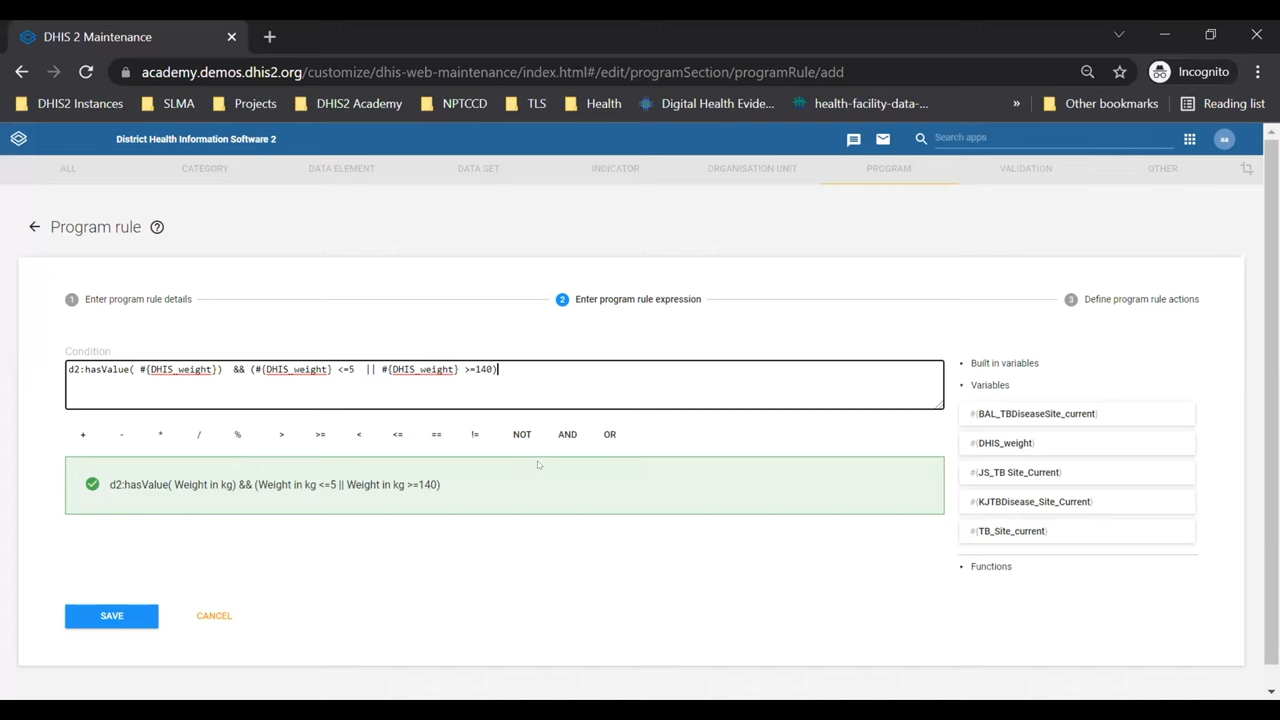 DHIS 2 Maintenance
academy.demos.dhis2.org/customize/dhis-web-maintenance/index.html#/edit/programSection/programRule/add
Incognito
DHIS2 Instances SLMA Projects DHIS2 Academy NPTCCD TLS Health Digital Health Evide... health-facility-data-... » Other bookmarks Reading list
District Health Information Software 2
Search apps
aa
ALL CATEGORY DATA ELEMENT DATA SET INDICATOR ORGANISATION UNIT PROGRAM VALIDATION OTHER
Program rule
1 Enter program rule details 2 Enter program rule expression 3 Define program rule actions
Condition
d2:hasValue( #{DHIS_weight}) && (#{DHIS_weight} <=5 || #{DHIS_weight} >=140)
+ - * / % > >= < <= == != NOT AND OR
d2:hasValue( Weight in kg) && (Weight in kg <=5 || Weight in kg >=140)
Built in variables
Variables
#{BAL_TBDiseaseSite_current}
#{DHIS_weight}
#{JS_TB Site_Current}
#{KJTBDisease_Site_Current}
#{TB_Site_current}
Functions
SAVE CANCEL